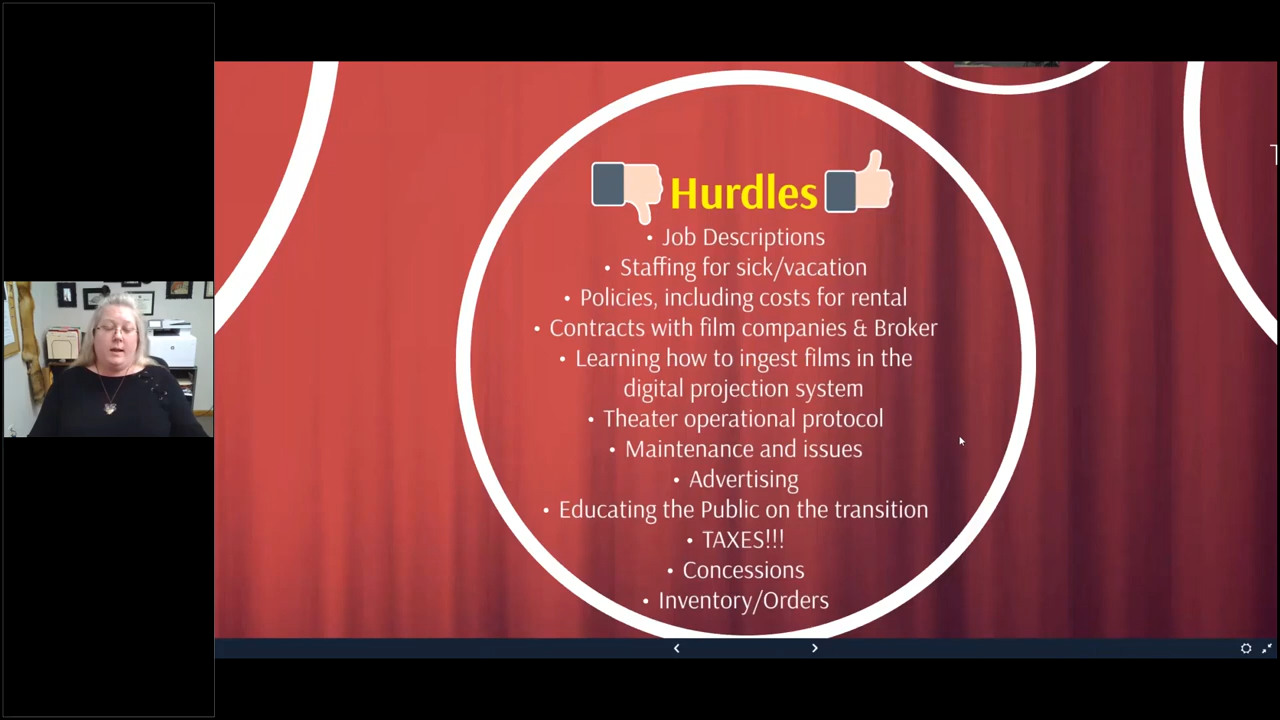 Hurdles
• Job Descriptions
• Staffing for sick/vacation
• Policies, including costs for rental
• Contracts with film companies & Broker
• Learning how to ingest films in the
digital projection system
• Theater operational protocol
• Maintenance and issues
• Advertising
• Educating the Public on the transition
• TAXES!!!
• Concessions
• Inventory/Orders